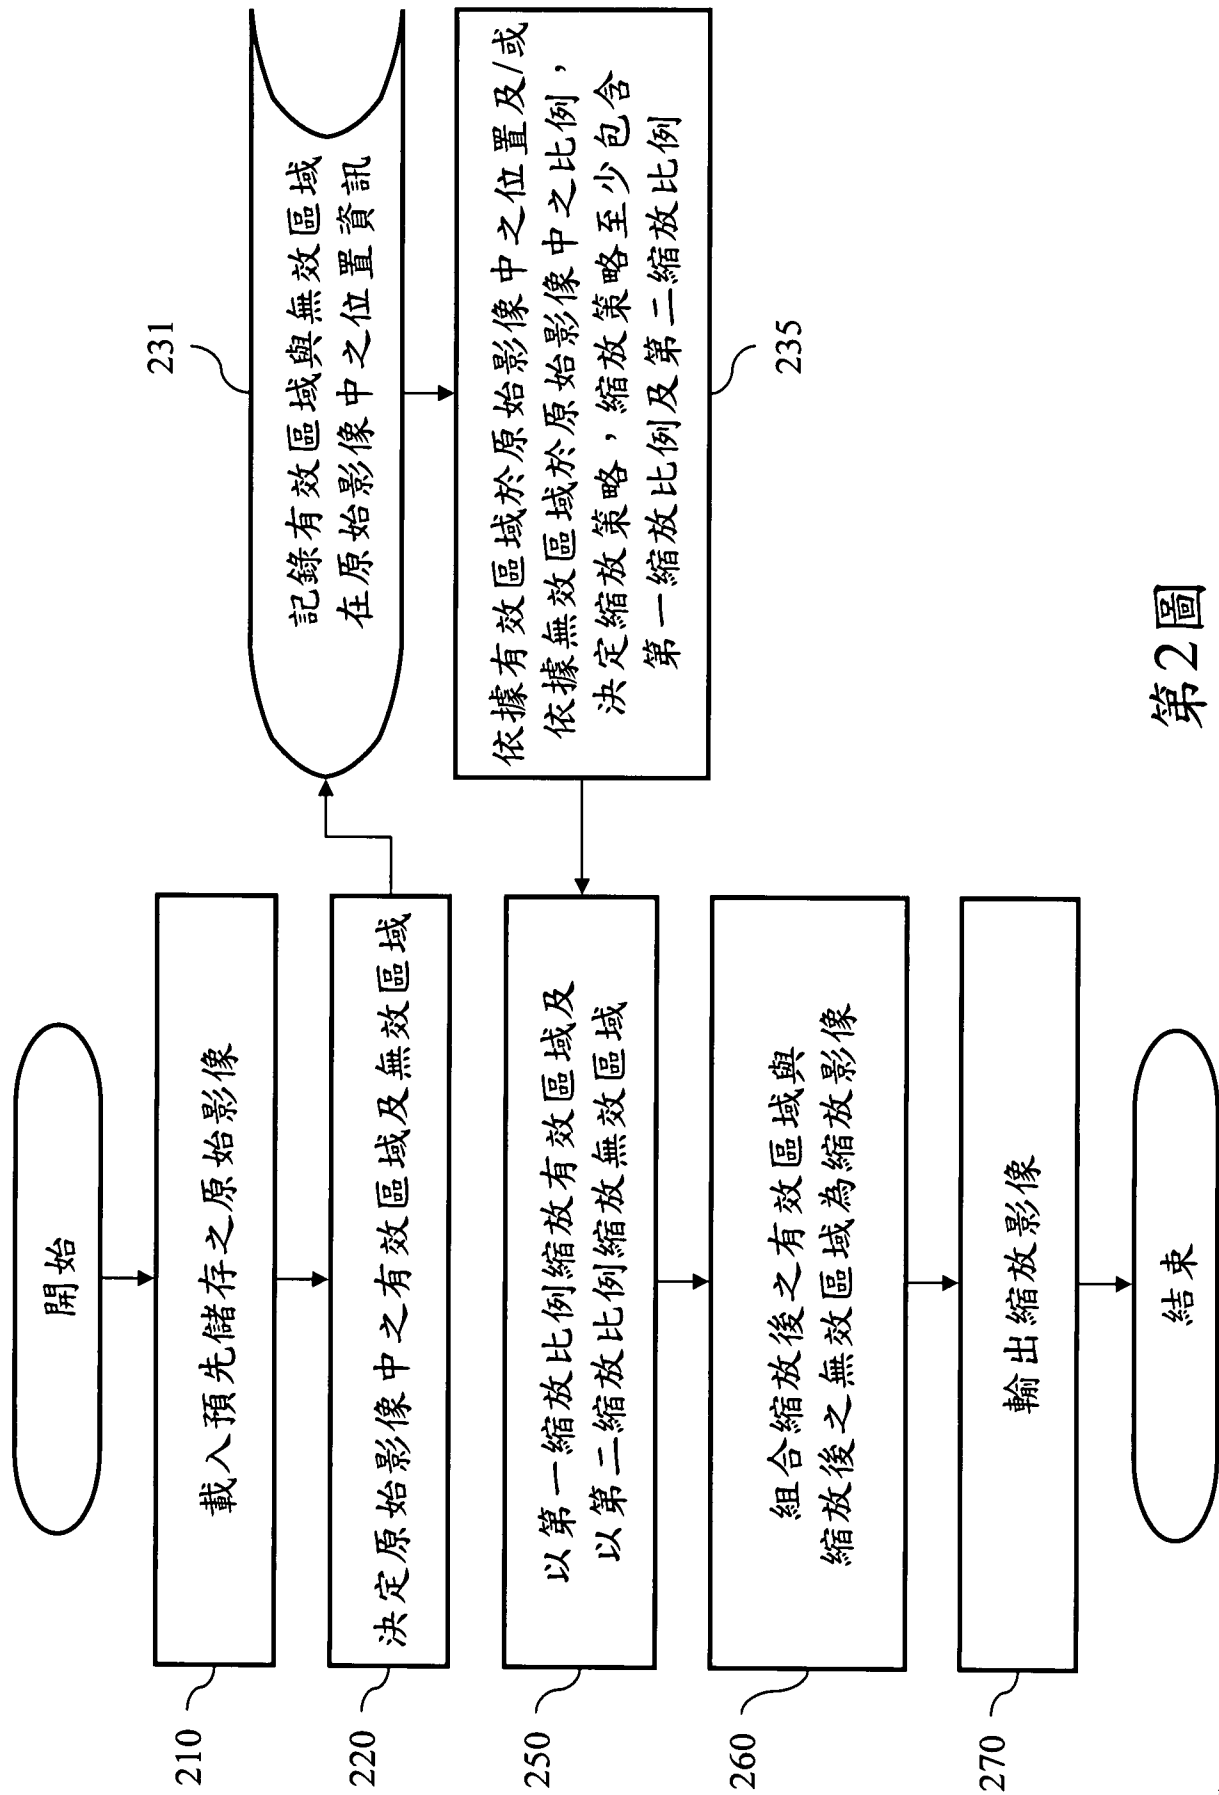 開始
210
載入預先儲存之原始影像
220
決定原始影像中之有效區域及無效區域
231
記錄有效區域與無效區域
在原始影像中之位置資訊
235
依據有效區域於原始影像中之位置及/或
依據無效區域於原始影像中之比例，
決定縮放策略，縮放策略至少包含
第一縮放比例及第二縮放比例
250
以第一縮放比例縮放有效區域及
以第二縮放比例縮放無效區域
260
組合縮放後之有效區域與
縮放後之無效區域為縮放影像
270
輸出縮放影像
結束
第2圖